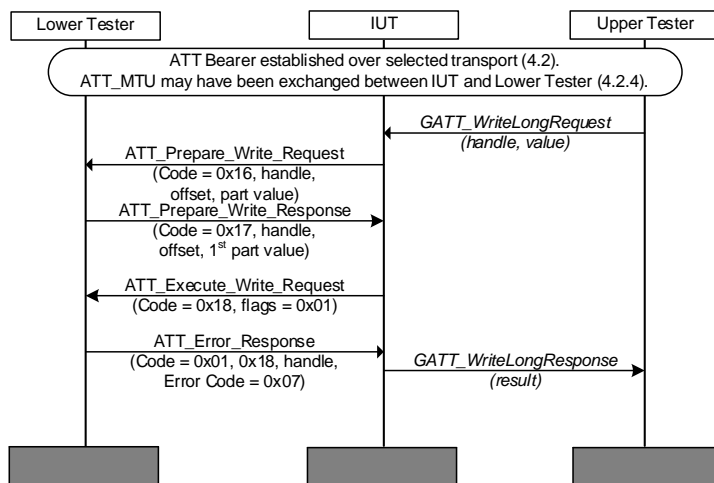 Lower Tester
IUT
Upper Tester
ATT Bearer established over selected transport (4.2).
ATT_MTU may have been exchanged between IUT and Lower Tester (4.2.4).
GATT_WriteLongRequest
(handle, value)
ATT_Prepare_Write_Request
(Code = 0x16, handle,
offset, part value)
ATT_Prepare_Write_Response
(Code = 0x17, handle,
offset, 1st part value)
ATT_Execute_Write_Request
(Code = 0x18, flags = 0x01)
ATT_Error_Response
(Code = 0x01, 0x18, handle,
Error Code = 0x07)
GATT_WriteLongResponse
(result)